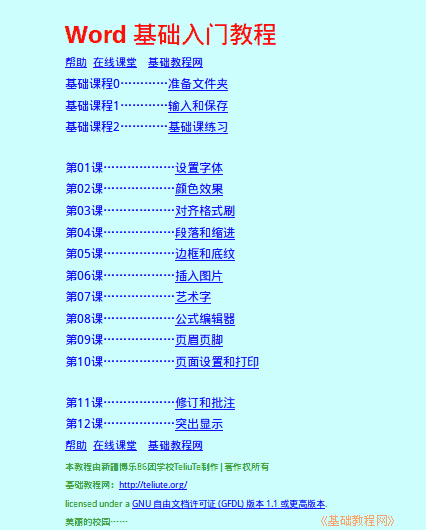 Word 基础入门教程
帮助 在线课堂 基础教程网
基础课程0…………准备文件夹
基础课程1…………输入和保存
基础课程2…………基础课练习
第01课………………设置字体
第02课………………颜色效果
第03课………………对齐格式刷
第04课………………段落和缩进
第05课………………边框和底纹
第06课………………插入图片
第07课………………艺术字
第08课………………公式编辑器
第09课………………页眉页脚
第10课………………页面设置和打印
第11课………………修订和批注
第12课………………突出显示
帮助 在线课堂 基础教程网
本教程由新疆博乐86团学校TeliuTe制作|著作权所有
基础教程网：http://teliute.org/
licensed under a GNU 自由文档许可证 (GFDL) 版本 1.1 或更高版本.
美丽的校园……
《基础教程网》